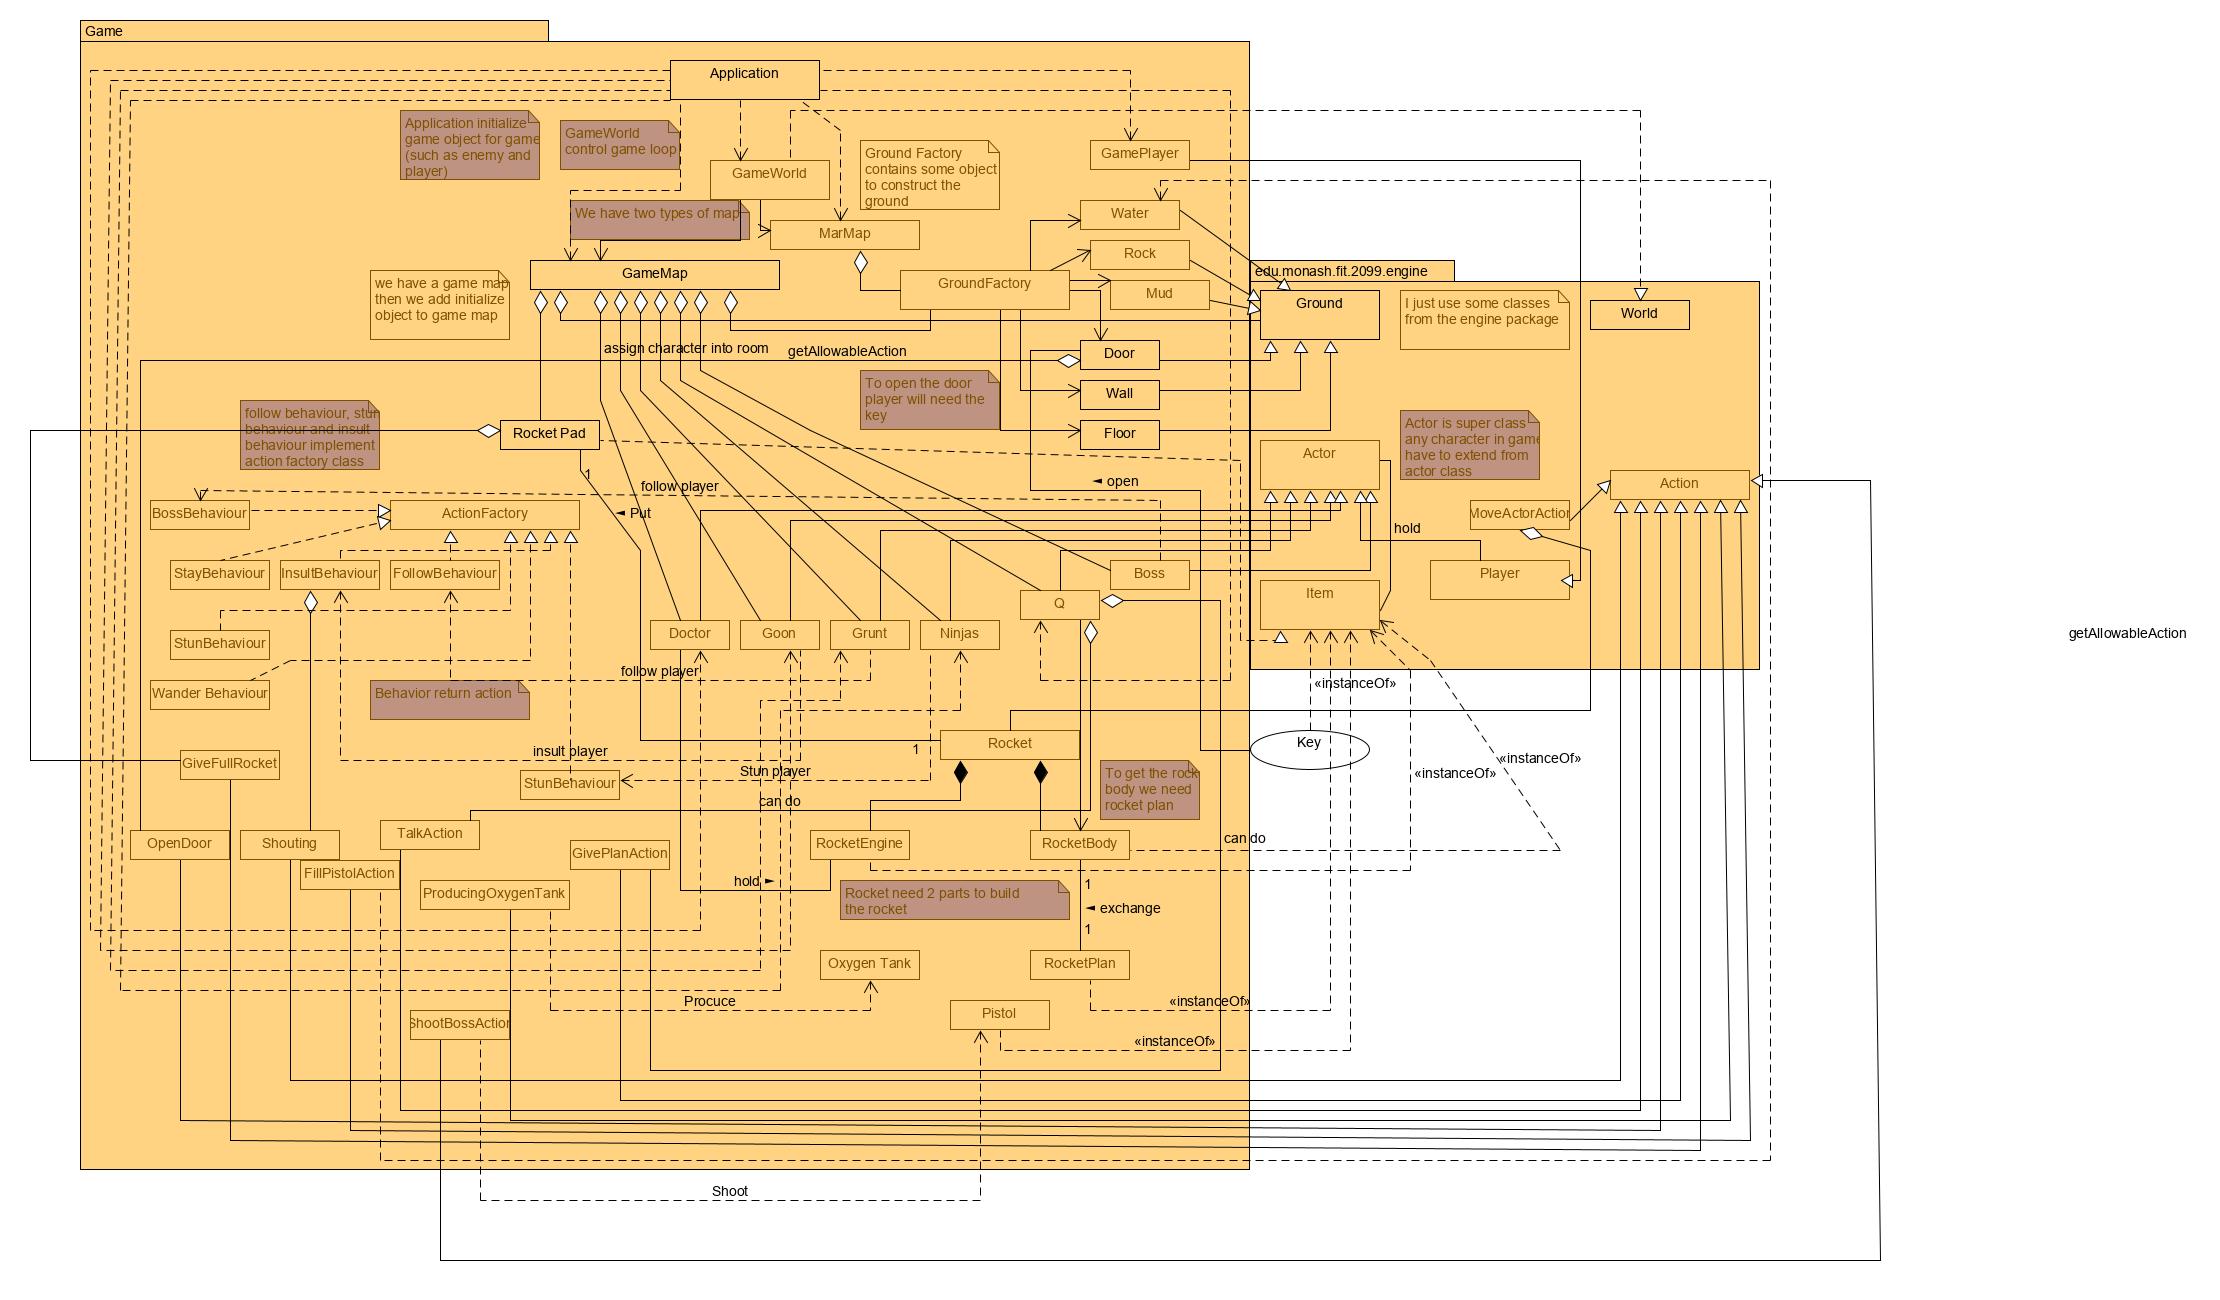 Game
Application
Application initialize
game object for game
(such as enemy and
player)
GameWorld
control game loop
GameWorld
Ground Factory
contains some object
to construct the
ground
GamePlayer
We have two types of map
MarMap
Water
Rock
Mud
GroundFactory
GameMap
we have a game map
then we add initialize
object to game map
edu.monash.fit.2099.engine
Ground
I just use some classes
from the engine package
World
assign character into room
getAllowableAction
Door
Wall
Floor
To open the door
player will need the
key
follow behaviour, stun
behaviour and insult
behaviour implement
action factory class
Rocket Pad
1
Actor
Actor is super class
any character in game
have to extend from
actor class
Action
MoveActorAction
follow player
◄ open
◄ Put
hold
BossBehaviour
ActionFactory
StayBehaviour
InsultBehaviour
FollowBehaviour
Boss
Player
Item
Q
StunBehaviour
Doctor
Goon
Grunt
Ninjas
getAllowableAction
follow player
Wander Behaviour
Behavior return action
«instanceOf»
insult player
1
Rocket
Key
«instanceOf»
GiveFullRocket
StunBehaviour
Stun player
To get the rock
body we need
rocket plan
«instanceOf»
can do
OpenDoor
Shouting
TalkAction
GivePlanAction
RocketEngine
RocketBody
can do
FillPistolAction
ProducingOxygenTank
hold ►
Rocket need 2 parts to build
the rocket
1
◄ exchange
1
Oxygen Tank
RocketPlan
Procuce
«instanceOf»
ShootBossAction
Pistol
«instanceOf»
Shoot